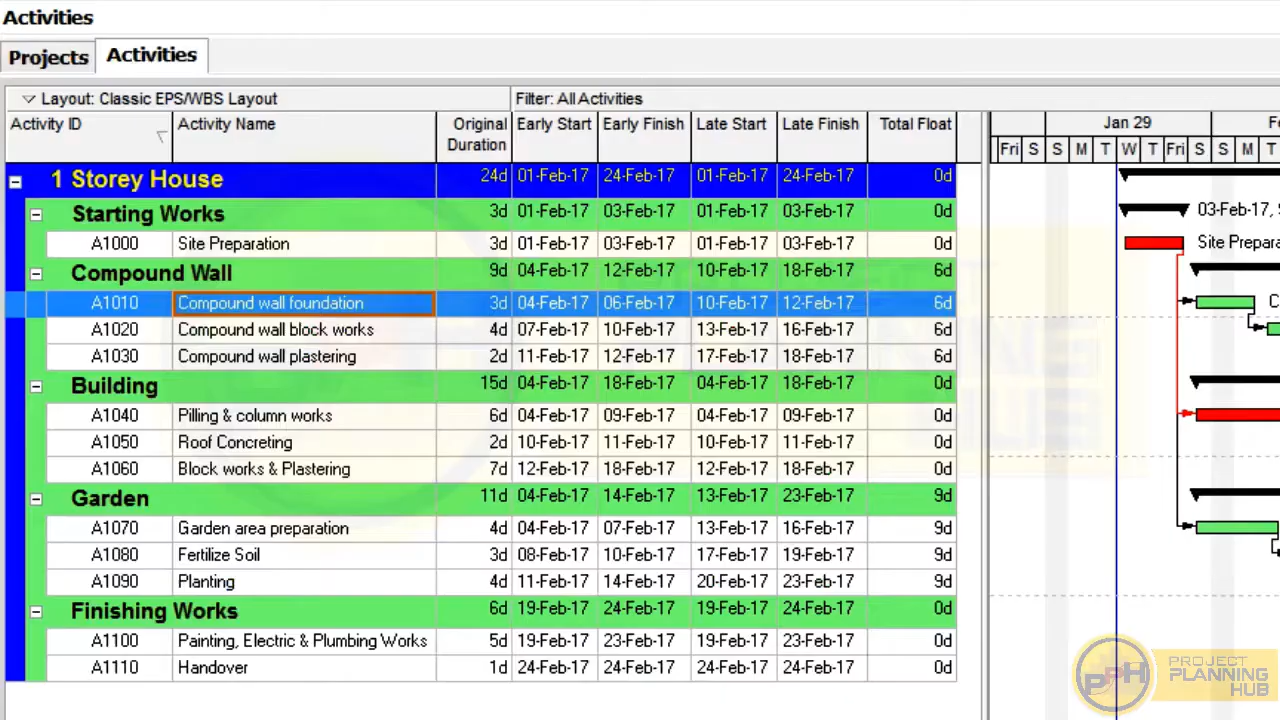 Activities
Projects Activities
Layout: Classic EPS/WBS Layout Filter: All Activities
Activity ID Activity Name Original Duration Early Start Early Finish Late Start Late Finish Total Float Jan 29
Fri S S M T W T Fri S S M T
1 Storey House 24d 01-Feb-17 24-Feb-17 01-Feb-17 24-Feb-17 0d
Starting Works 3d 01-Feb-17 03-Feb-17 01-Feb-17 03-Feb-17 0d 03-Feb-17,
A1000 Site Preparation 3d 01-Feb-17 03-Feb-17 01-Feb-17 03-Feb-17 0d Site Prepara
Compound Wall 9d 04-Feb-17 12-Feb-17 10-Feb-17 18-Feb-17 6d
A1010 Compound wall foundation 3d 04-Feb-17 06-Feb-17 10-Feb-17 12-Feb-17 6d
A1020 Compound wall block works 4d 07-Feb-17 10-Feb-17 13-Feb-17 16-Feb-17 6d
A1030 Compound wall plastering 2d 11-Feb-17 12-Feb-17 17-Feb-17 18-Feb-17 6d
Building 15d 04-Feb-17 18-Feb-17 04-Feb-17 18-Feb-17 0d
A1040 Pilling & column works 6d 04-Feb-17 09-Feb-17 04-Feb-17 09-Feb-17 0d
A1050 Roof Concreting 2d 10-Feb-17 11-Feb-17 10-Feb-17 11-Feb-17 0d
A1060 Block works & Plastering 7d 12-Feb-17 18-Feb-17 12-Feb-17 18-Feb-17 0d
Garden 11d 04-Feb-17 14-Feb-17 13-Feb-17 23-Feb-17 9d
A1070 Garden area preparation 4d 04-Feb-17 07-Feb-17 13-Feb-17 16-Feb-17 9d
A1080 Fertilize Soil 3d 08-Feb-17 10-Feb-17 17-Feb-17 19-Feb-17 9d
A1090 Planting 4d 11-Feb-17 14-Feb-17 20-Feb-17 23-Feb-17 9d
Finishing Works 6d 19-Feb-17 24-Feb-17 19-Feb-17 24-Feb-17 0d
A1100 Painting, Electric & Plumbing Works 5d 19-Feb-17 23-Feb-17 19-Feb-17 23-Feb-17 0d
A1110 Handover 1d 24-Feb-17 24-Feb-17 24-Feb-17 24-Feb-17 0d
PPH
PROJECT
PLANNING
HUB